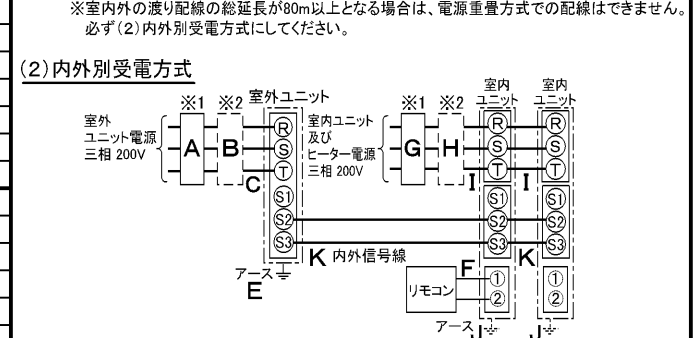 ※室内外の渡り配線の総延長が80m以上となる場合は、電源重畳方式での配線はできません。
必ず(2)内外別受電方式にしてください。
(2)内外別受電方式
※1 ※2 室外ユニット
室外
ユニット電源
三相 200V
A B
C
R
S
T
S1
S2
S3
アース
E
K 内外信号線
※1 ※2
室内ユニット
及び
ヒーター電源
三相 200V
G H
I I
室内
ユニット
R
S
T
S1
S2
S3
①
②
室内
ユニット
R
S
T
S1
S2
S3
①
②
K
F
リモコン
アース J J